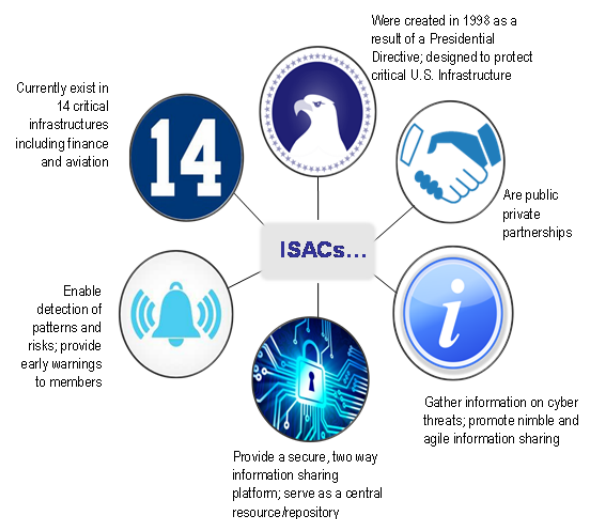 Were created in 1998 as a
result of a Presidential
Directive; designed to protect
critical U.S. Infrastructure
Currently exist in
14 critical
infrastructures
including finance
and aviation
14
Are public
private
partnerships
ISACs...
Enable
detection of
patterns and
risks; provide
early warnings
to members
i
Gather information on cyber
threats; promote nimble and
agile information sharing
Provide a secure, two way
information sharing
platform; serve as a central
resource/repository